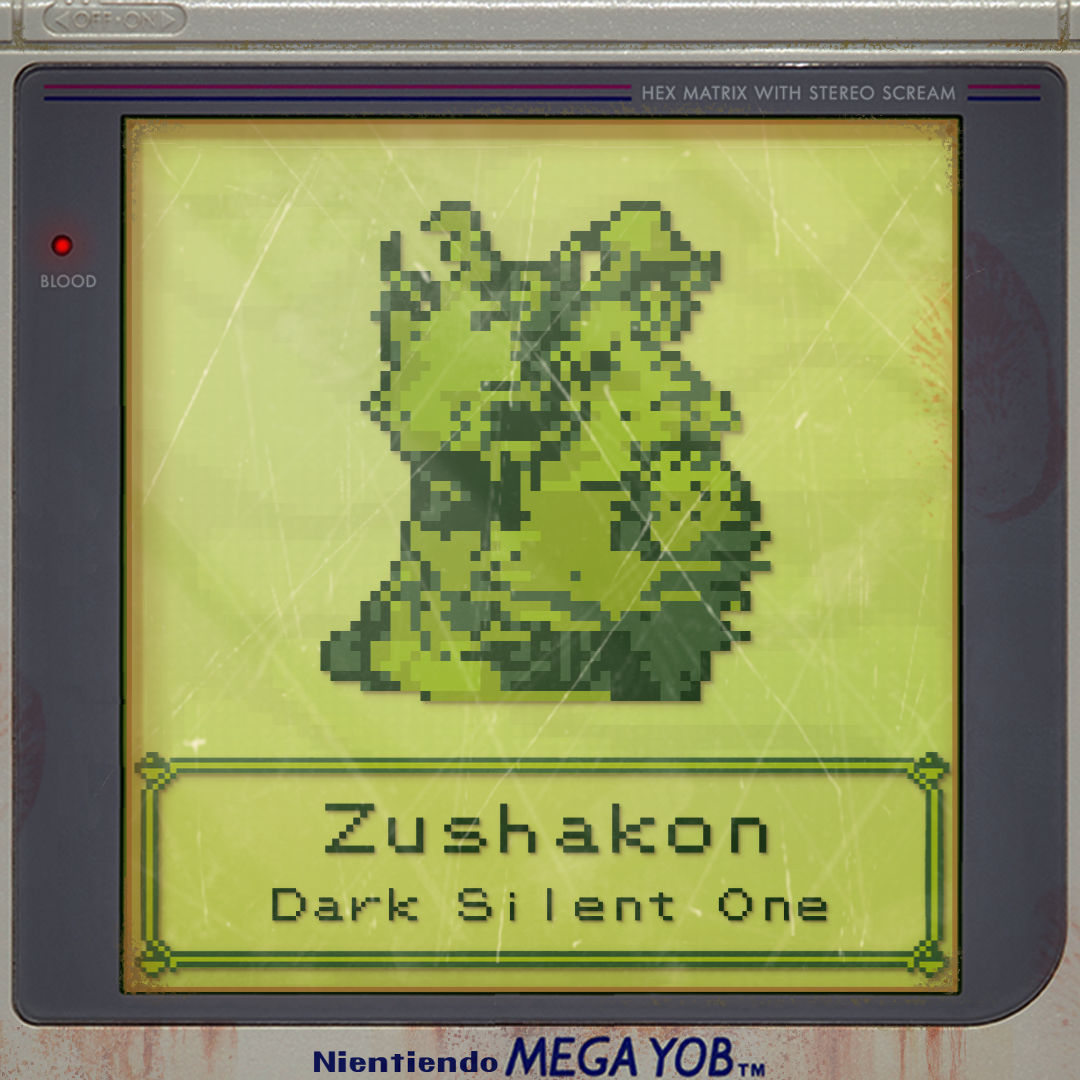 <OFF·ON>
HEX MATRIX WITH STEREO SCREAM
BLOOD
Zushakon
Dark Silent One
Nientiendo MEGA YOB™